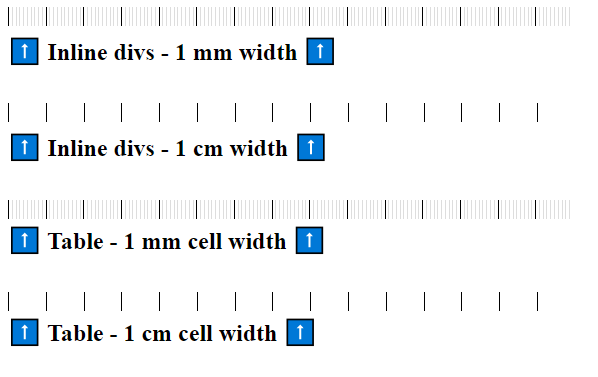 ⬆ Inline divs - 1 mm width ⬆
⬆ Inline divs - 1 cm width ⬆
⬆ Table - 1 mm cell width ⬆
⬆ Table - 1 cm cell width ⬆